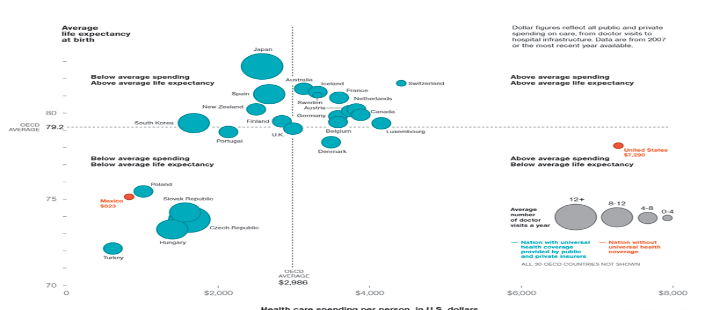 Average
life expectancy
at birth
Dollar figures reflect all public and private
spending on care, from doctor visits to
hospital infrastructure. Data are from 2007
or the most recent year available.
Japan
Below average spending
Above average life expectancy
Above average spending
Above average life expectancy
Australia
Iceland
Switzerland
Spain
France
Sweden
Netherlands
New Zealand
Austria
80
Germany
Canada
South Korea
Finland
OECD
AVERAGE
79.2
U.K.
Belgium
Luxembourg
Portugal
Denmark
United States
$7,290
Below average spending
Below average life expectancy
Above average spending
Below average life expectancy
Poland
Mexico
$823
75
Slovak Republic
Czech Republic
Hungary
Turkey
Average
number
of doctor
visits a year
12+
8-12
4-8
0-4
Nation with universal
health coverage
provided by public
and private insurers
Nation without
universal health
coverage
ALL 30 OECD COUNTRIES NOT SHOWN
OECD
AVERAGE
$2,986
70
0
$2,000
$4,000
$6,000
$8,000
Health care spending per person, in U.S. dollars